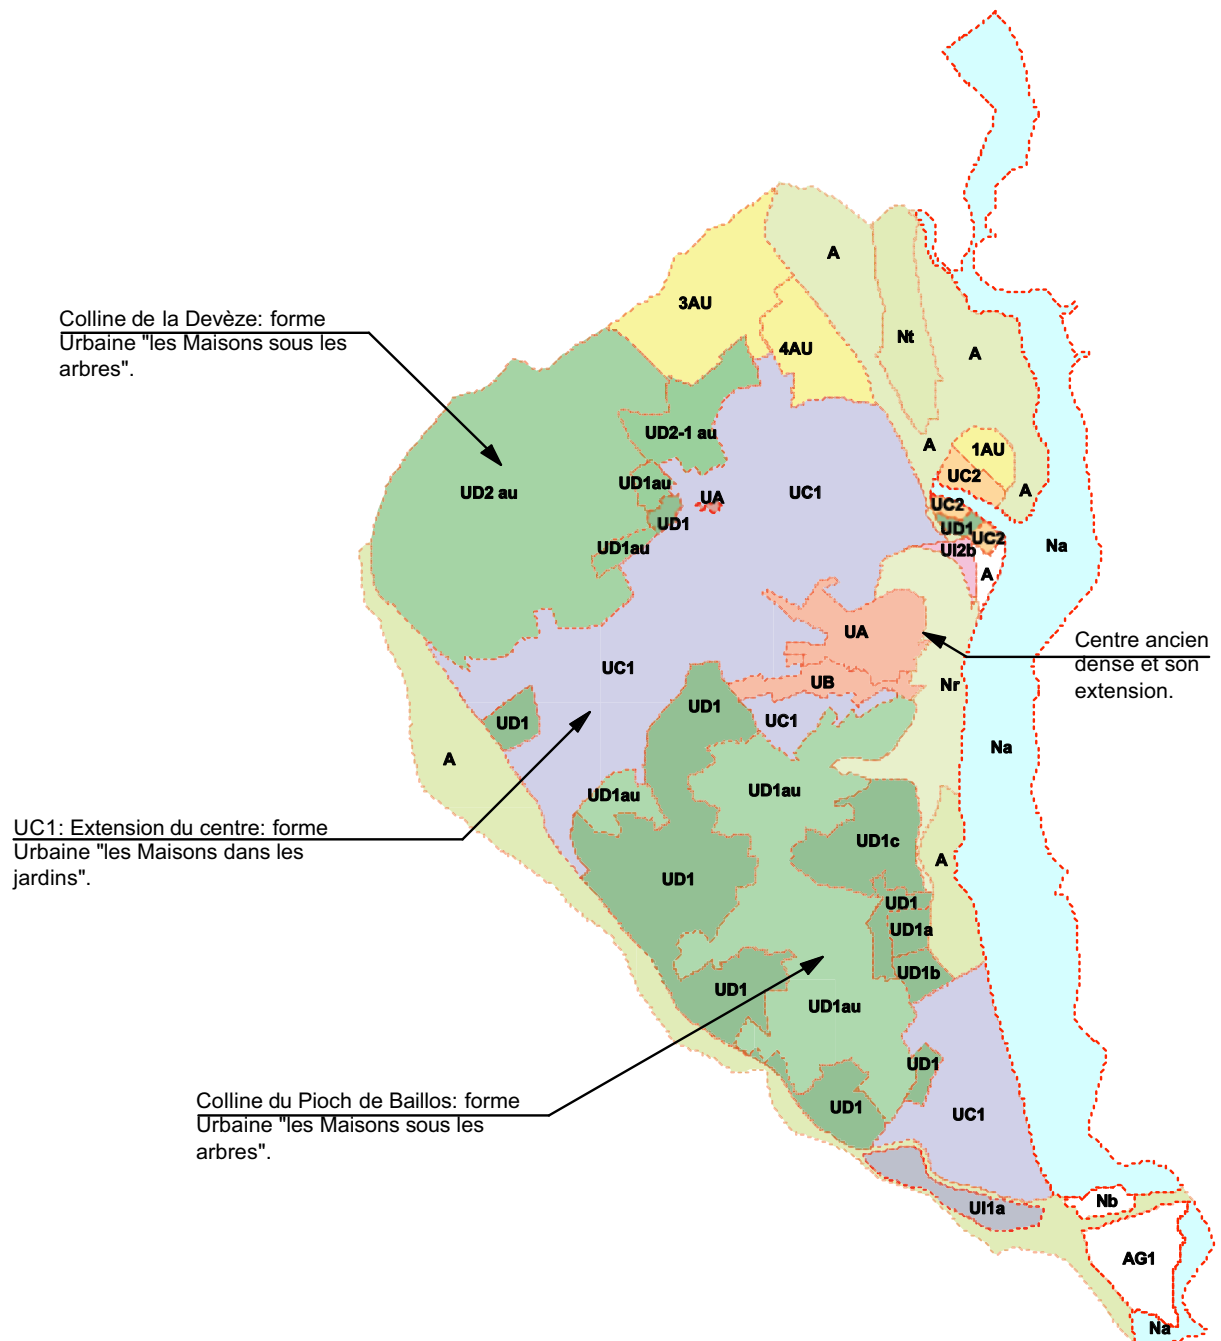 A
3AU
Colline de la Devèze: forme
Urbaine "les Maisons sous les
arbres".
4AU
Nt
A
UD2-1 au
A
1AU
UC2
UD2 au
UD1au
UA
UC1
A
UC2
UD1
UD1
UC2
UD1au
UI2b
Na
A
UA
Centre ancien
dense et son
extension.
UC1
UB
Nr
UD1
UD1
UC1
Na
A
UD1au
UD1au
UC1: Extension du centre: forme
Urbaine "les Maisons dans les
jardins".
UD1c
A
UD1
UD1
UD1a
UD1b
UD1
UD1au
UD1
Colline du Pioch de Baillos: forme
Urbaine "les Maisons sous les
arbres".
UD1
UC1
UI1a
Nb
AG1
Na